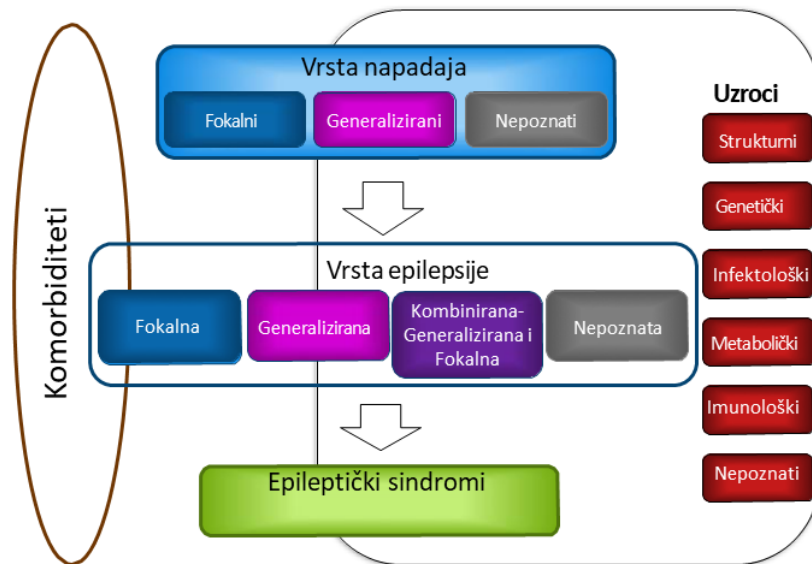 Vrsta napadaja
Fokalni
Generalizirani
Nepoznati
Komorbiditeti
Vrsta epilepsije
Fokalna
Generalizirana
Kombinirana-
Generalizirana i
Fokalna
Nepoznata
Epileptički sindromi
Uzroci
Strukturni
Genetički
Infektološki
Metabolički
Imunološki
Nepoznati